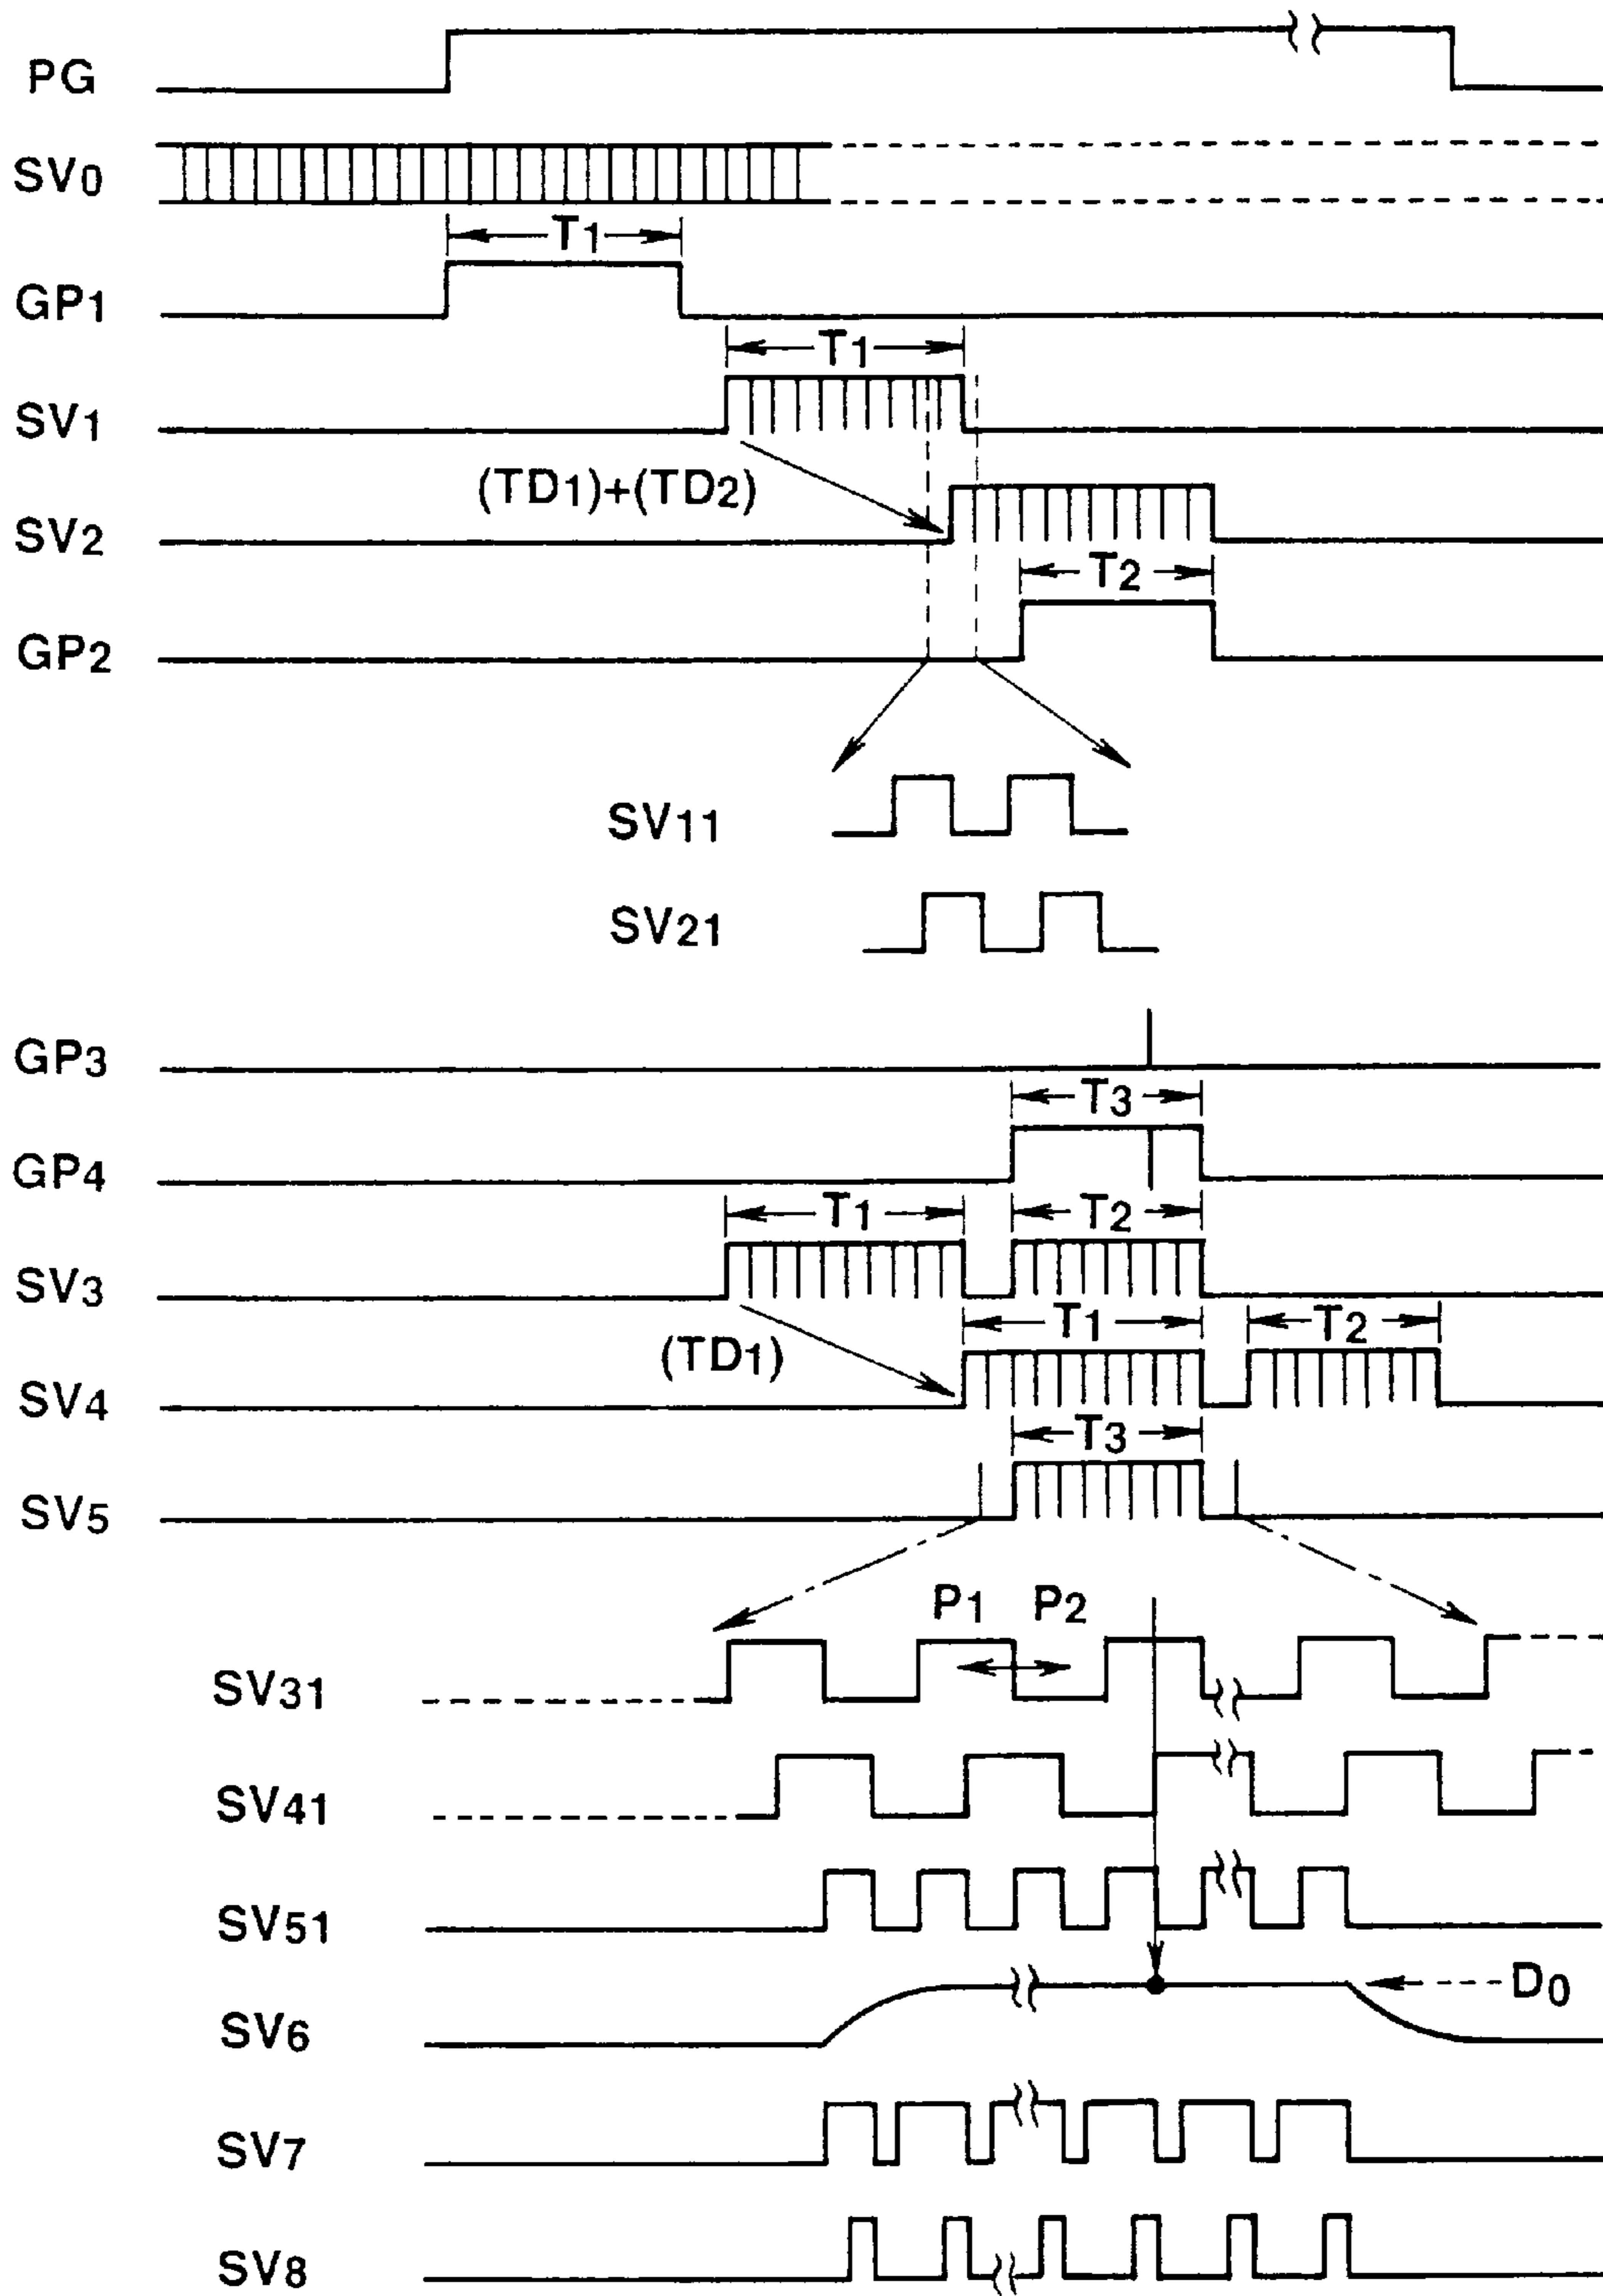 PG
SV0
T1
GP1
T1
SV1
(TD1)+(TD2)
SV2
T2
GP2
SV11
SV21
GP3
T3
GP4
T1 T2
SV3
T1 T2
(TD1)
SV4
T3
SV5
P1 P2
SV31
SV41
SV51
D0
SV6
SV7
SV8